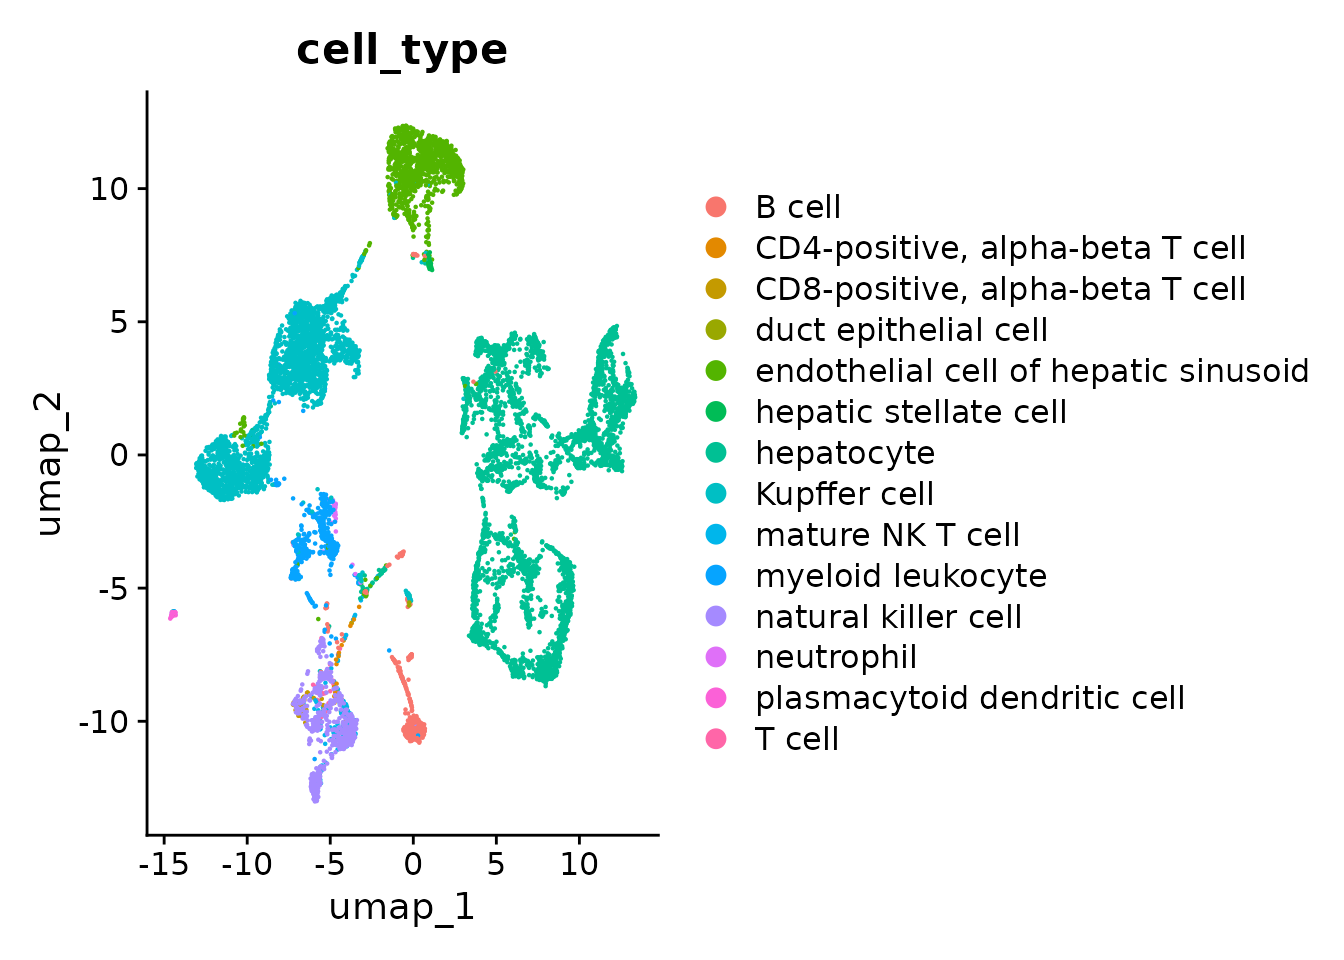 cell_type
10
5
0
-5
-10
umap_2
-15 -10 -5 0 5 10
umap_1
B cell
CD4-positive, alpha-beta T cell
CD8-positive, alpha-beta T cell
duct epithelial cell
endothelial cell of hepatic sinusoid
hepatic stellate cell
hepatocyte
Kupffer cell
mature NK T cell
myeloid leukocyte
natural killer cell
neutrophil
plasmacytoid dendritic cell
T cell